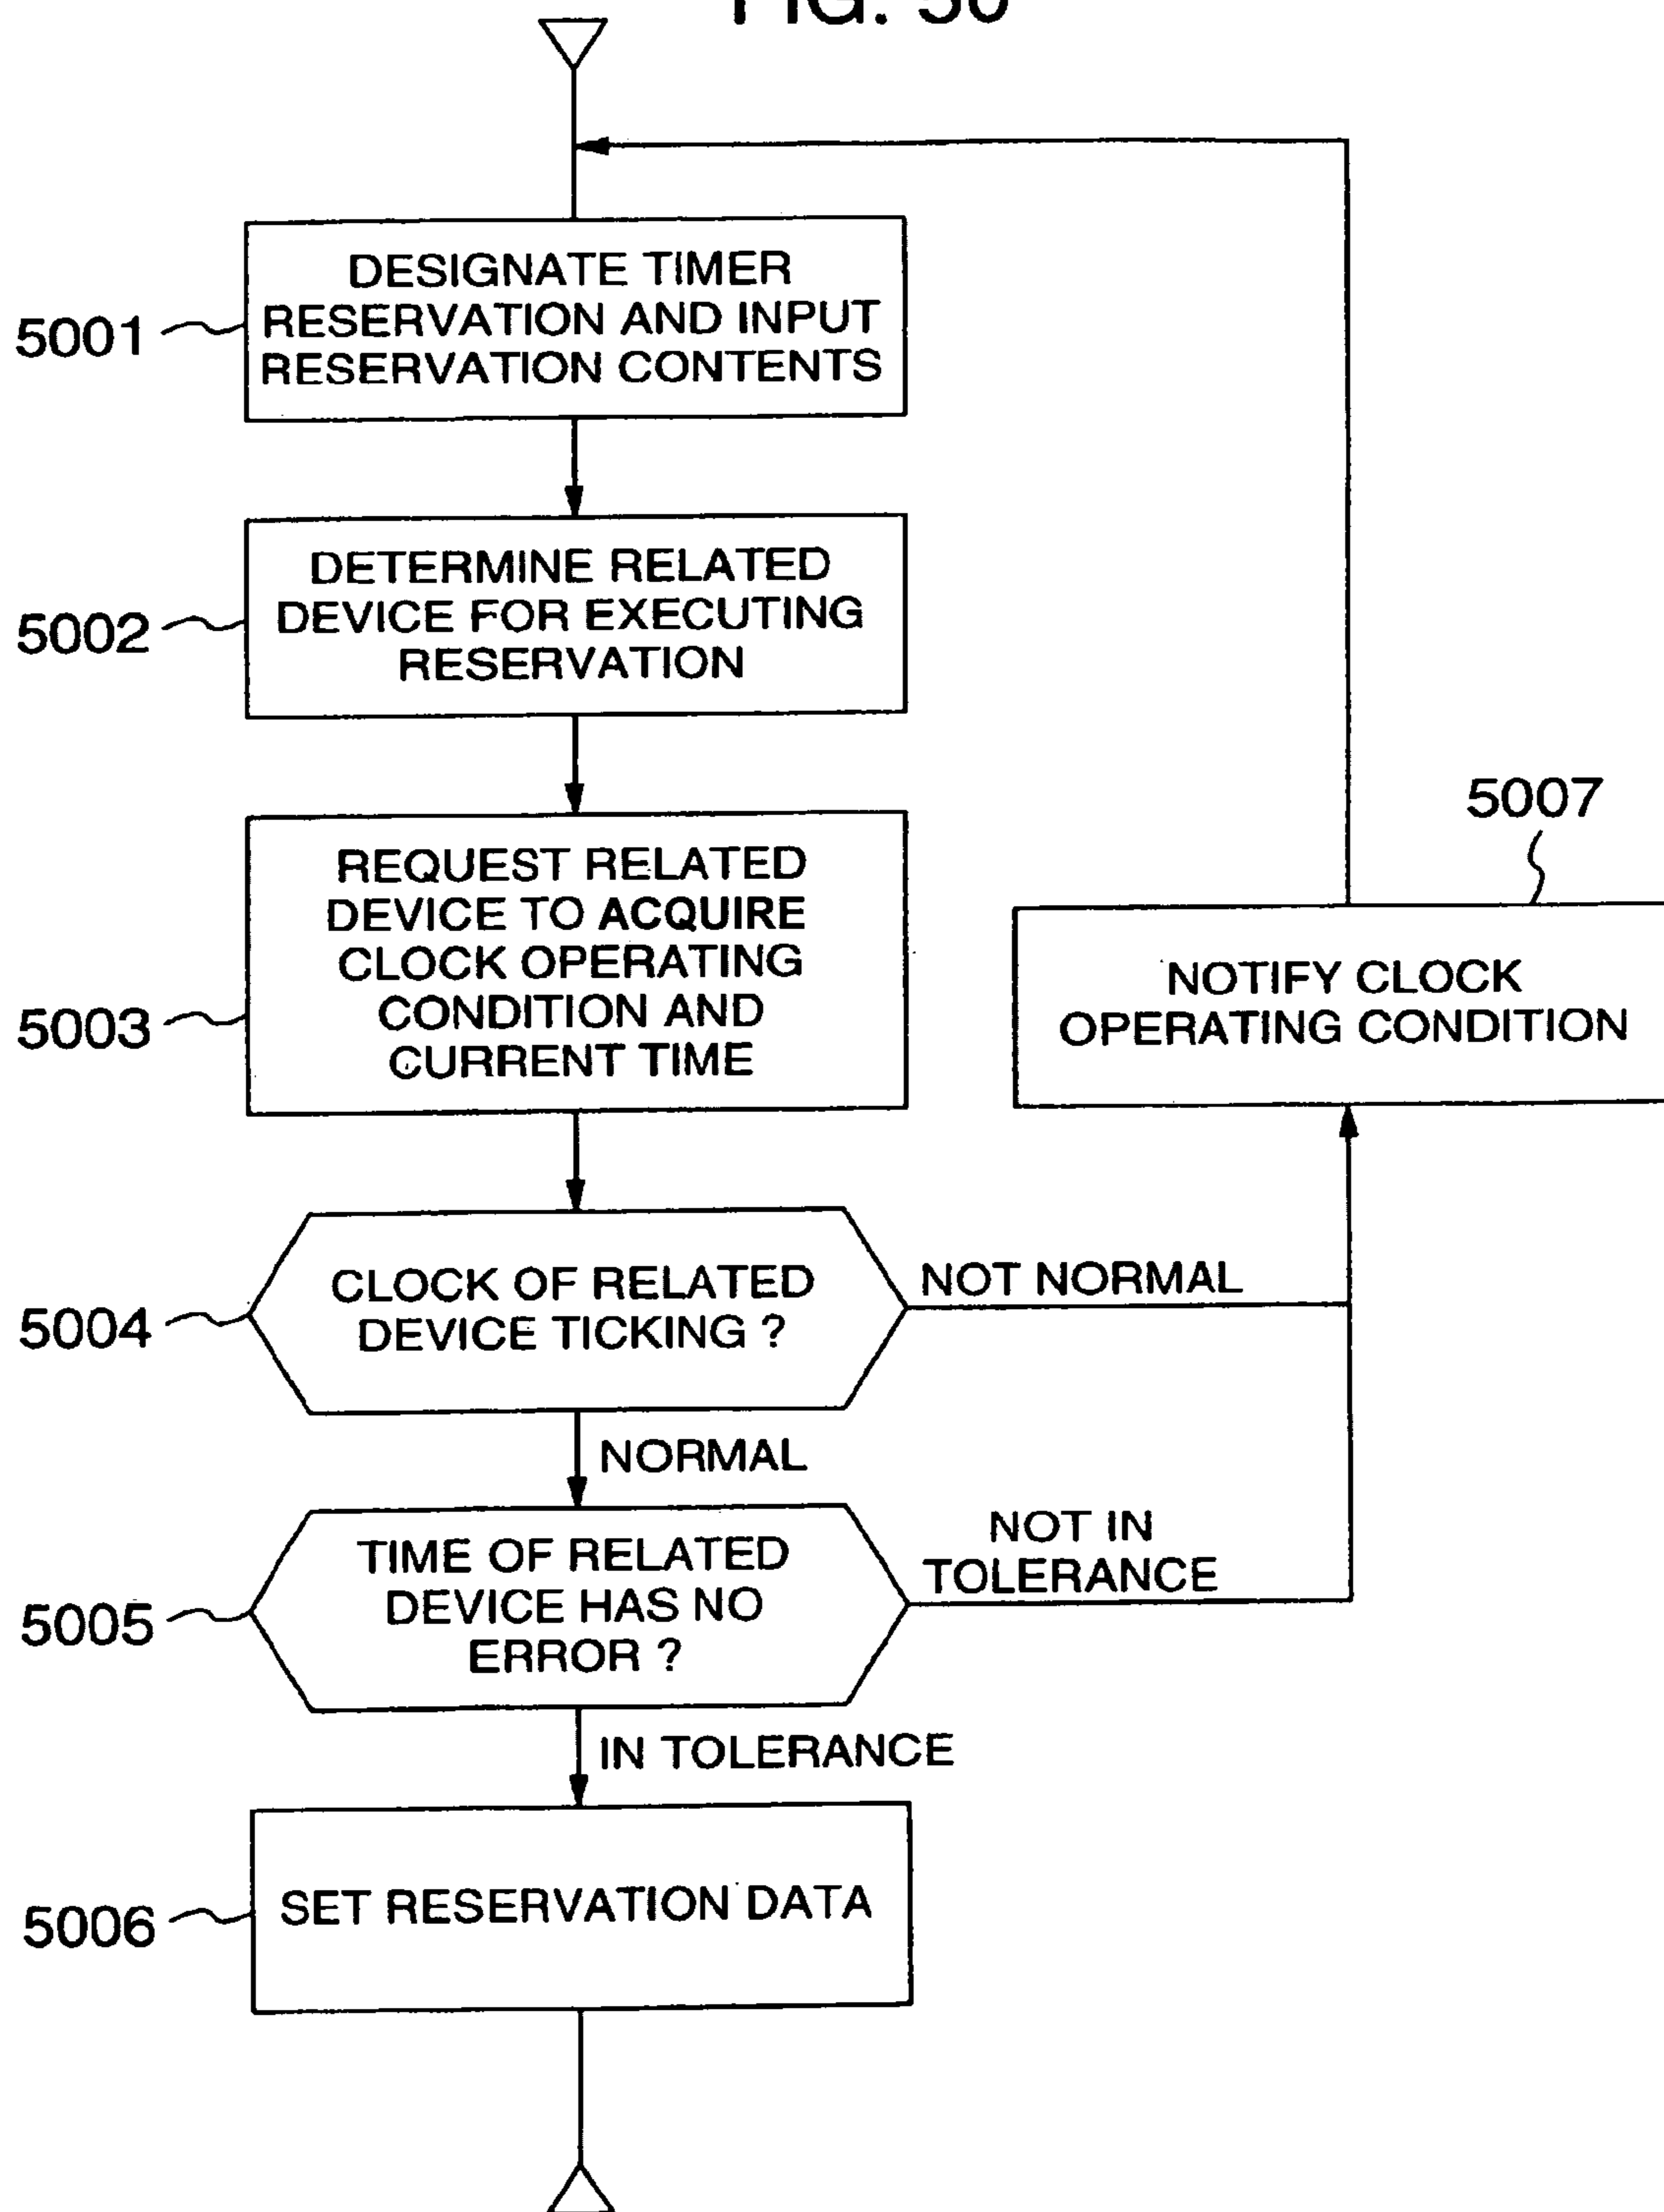 FIG. 50
DESIGNATE TIMER
RESERVATION AND INPUT
RESERVATION CONTENTS
5001
DETERMINE RELATED
DEVICE FOR EXECUTING
RESERVATION
5002
REQUEST RELATED
DEVICE TO ACQUIRE
CLOCK OPERATING
CONDITION AND
CURRENT TIME
5003
5007
NOTIFY CLOCK
OPERATING CONDITION
CLOCK OF RELATED
DEVICE TICKING ?
5004
NOT NORMAL
NORMAL
TIME OF RELATED
DEVICE HAS NO
ERROR ?
5005
NOT IN
TOLERANCE
IN TOLERANCE
SET RESERVATION DATA
5006